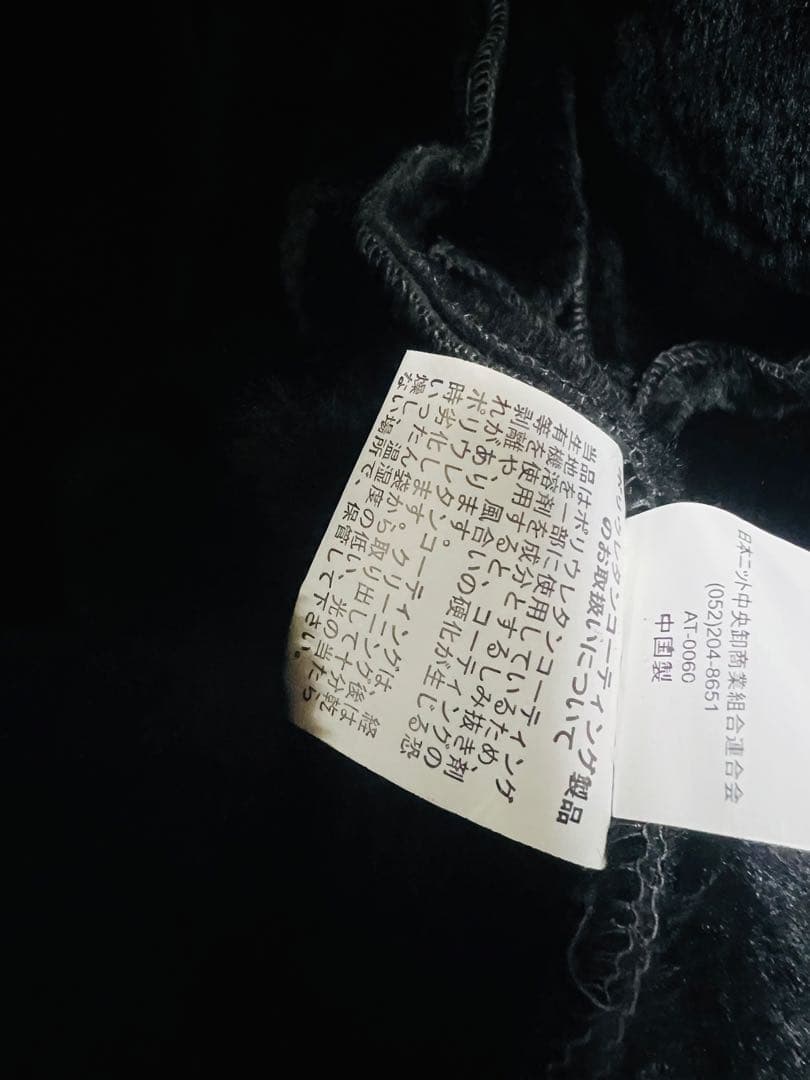 ポリウレタンコーティング製品
のお取扱いについて
当品はポリウレタンコーティング
生地を一部に使用しているため、
有機溶剤を成分とするしみ抜き剤
等を使用すると、コーティングの
剥離や、風合いの硬化が生じる恐
れがあります。
ポリウレタンコーティングは、経
時劣化します。クリーニング後は
いったん袋から取り出して十分乾
燥し、温湿度の低い、光の当たら
ない場所で、保管して下さい。
日本ニット中央卸商業組合連合会
(052)204-8651
AT-0060
中国製